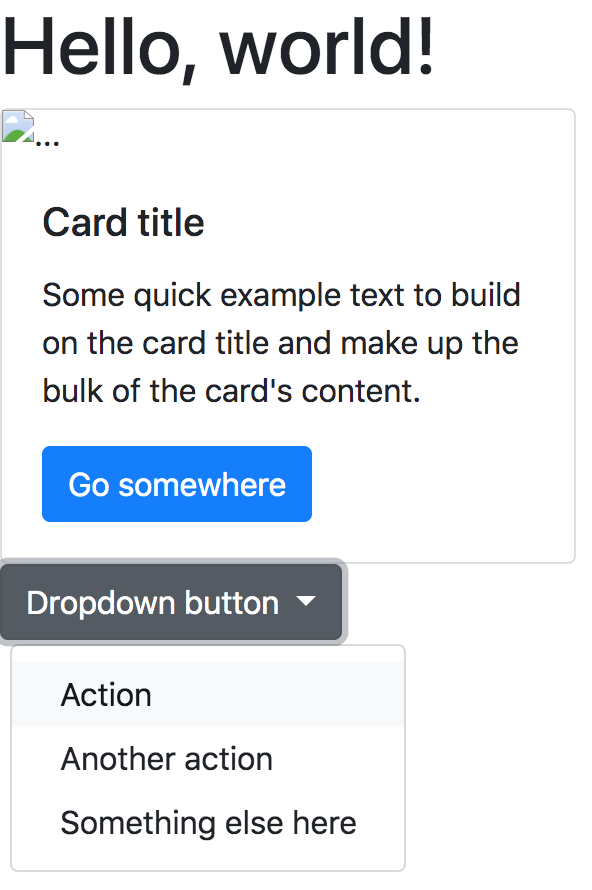 Hello, world!
...
Card title
Some quick example text to build
on the card title and make up the
bulk of the card's content.
Go somewhere
Dropdown button
Action
Another action
Something else here